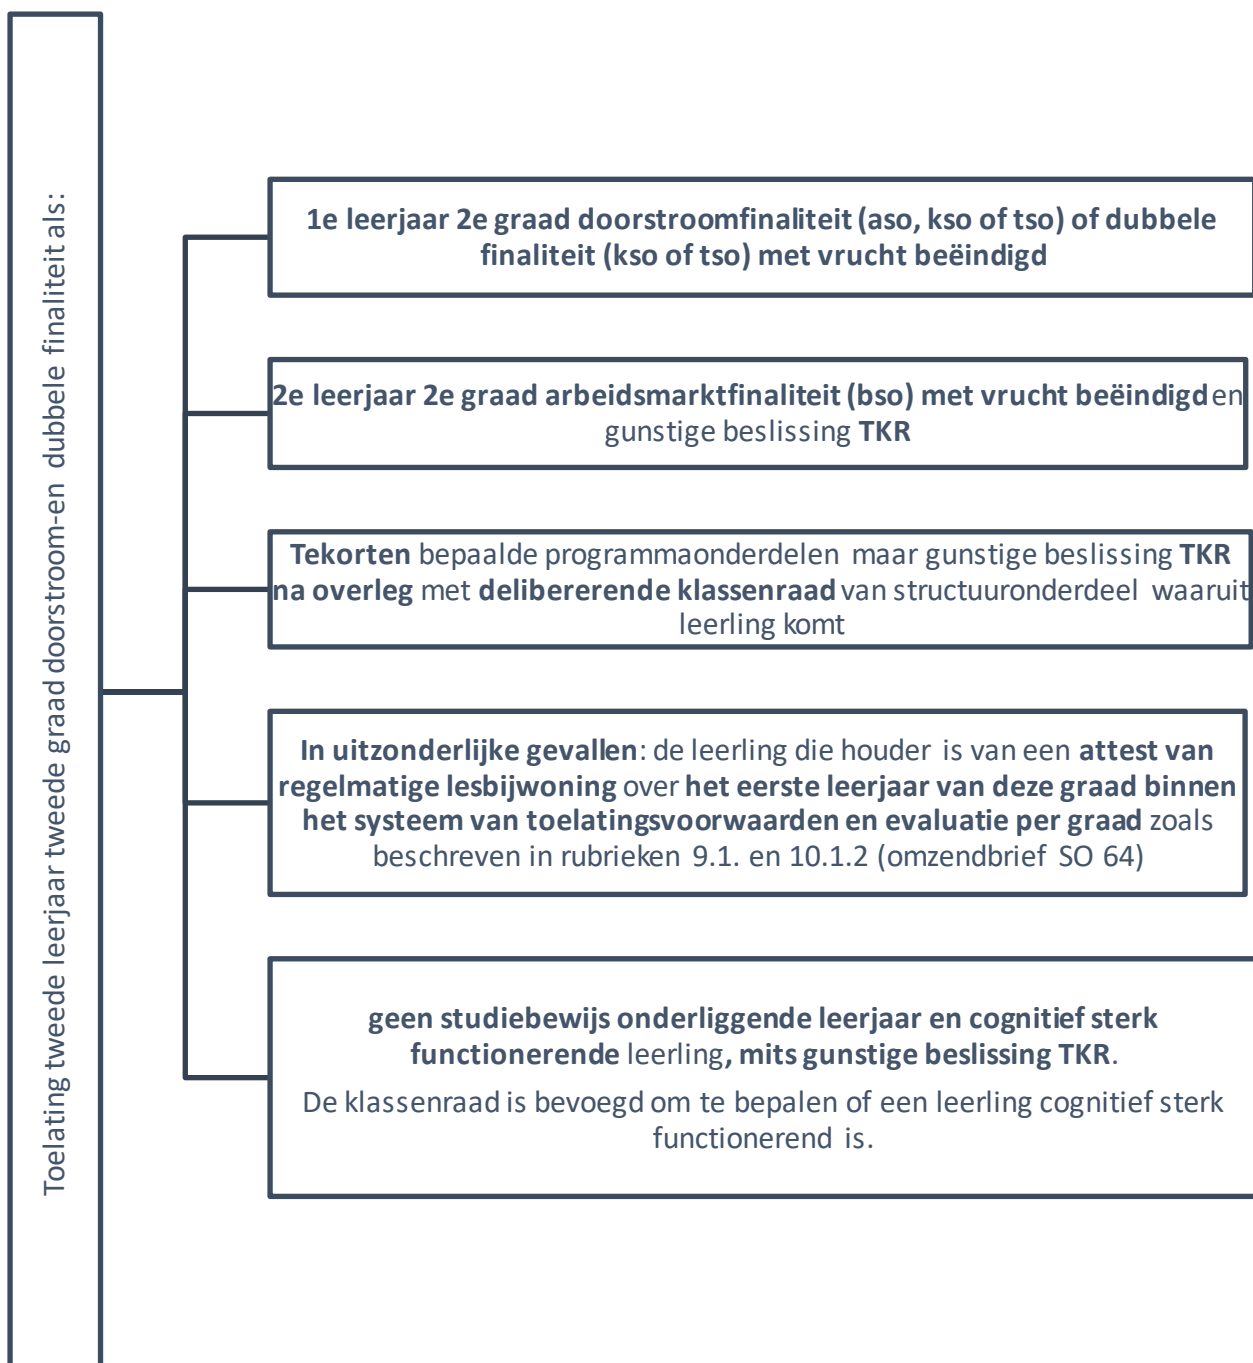 Toelating tweede leerjaar tweede graad doorstroom-en dubbele finaliteit als:
1e leerjaar 2e graad doorstroomfinaliteit (aso, kso of tso) of dubbele
finaliteit (kso of tso) met vrucht beëindigd
2e leerjaar 2e graad arbeidsmarktfinaliteit (bso) met vrucht beëindigd en
gunstige beslissing TKR
Tekorten bepaalde programmaonderdelen maar gunstige beslissing TKR
na overleg met delibererende klassenraad van structuuronderdeel waaruit
leerling komt
In uitzonderlijke gevallen: de leerling die houder is van een attest van
regelmatige lesbijwoning over het eerste leerjaar van deze graad binnen
het systeem van toelatingsvoorwaarden en evaluatie per graad zoals
beschreven in rubrieken 9.1. en 10.1.2 (omzendbrief SO 64)
geen studiebewijs onderliggende leerjaar en cognitief sterk
functionerende leerling, mits gunstige beslissing TKR.
De klassenraad is bevoegd om te bepalen of een leerling cognitief sterk
functionerend is.